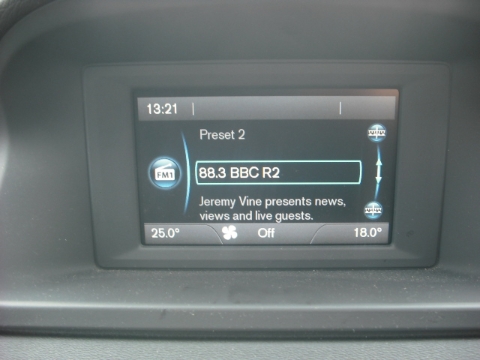 13:21
Preset 2
FM1
88.3 BBC R2
Jeremy Vine presents news,
views and live guests.
25.0° Off 18.0°